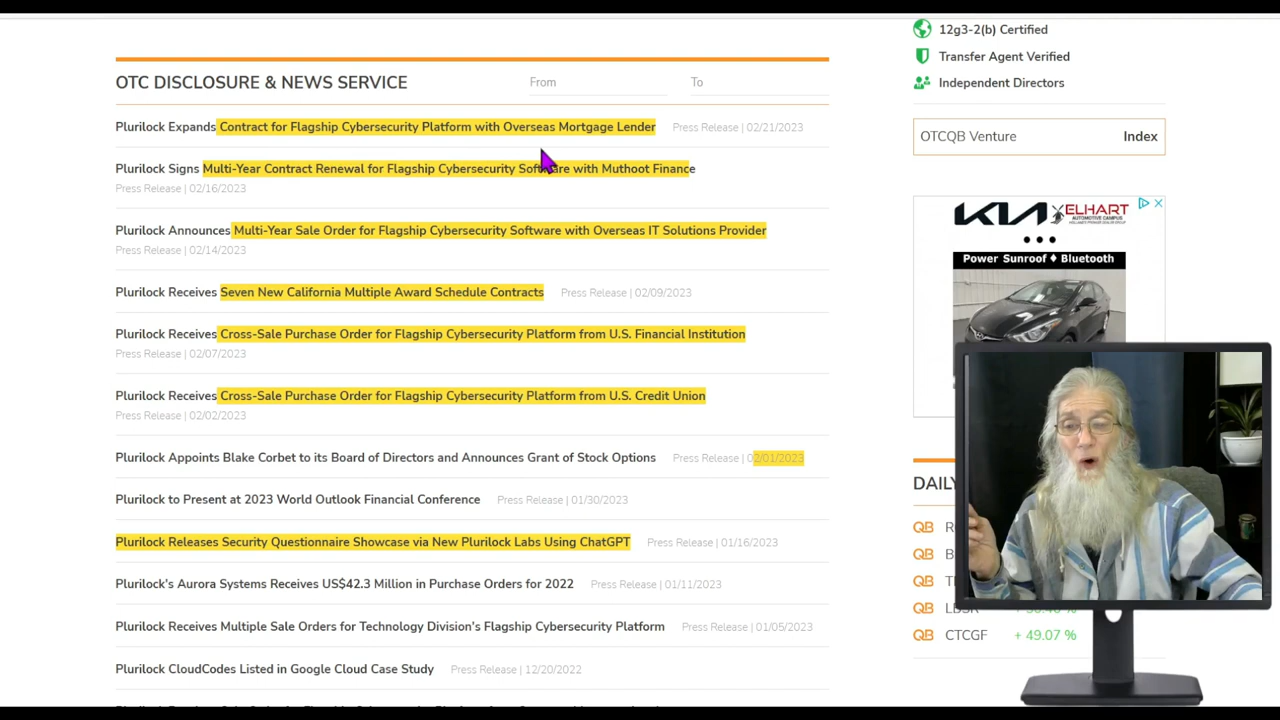 12g3-2(b) Certified
Transfer Agent Verified
Independent Directors
OTCQB Venture Index
OTC DISCLOSURE & NEWS SERVICE From To
Plurilock Expands Contract for Flagship Cybersecurity Platform with Overseas Mortgage Lender Press Release | 02/21/2023
Plurilock Signs Multi-Year Contract Renewal for Flagship Cybersecurity Software with Muthoot Finance
Press Release | 02/16/2023
Plurilock Announces Multi-Year Sale Order for Flagship Cybersecurity Software with Overseas IT Solutions Provider
Press Release | 02/14/2023
Plurilock Receives Seven New California Multiple Award Schedule Contracts Press Release | 02/09/2023
Plurilock Receives Cross-Sale Purchase Order for Flagship Cybersecurity Platform from U.S. Financial Institution
Press Release | 02/07/2023
Plurilock Receives Cross-Sale Purchase Order for Flagship Cybersecurity Platform from U.S. Credit Union
Press Release | 02/02/2023
Plurilock Appoints Blake Corbet to its Board of Directors and Announces Grant of Stock Options Press Release | 02/01/2023
Plurilock to Present at 2023 World Outlook Financial Conference Press Release | 01/30/2023
Plurilock Releases Security Questionnaire Showcase via New Plurilock Labs Using ChatGPT Press Release | 01/16/2023
Plurilock's Aurora Systems Receives US$42.3 Million in Purchase Orders for 2022 Press Release | 01/11/2023
Plurilock Receives Multiple Sale Orders for Technology Division's Flagship Cybersecurity Platform Press Release | 01/05/2023
Plurilock CloudCodes Listed in Google Cloud Case Study Press Release | 12/20/2022
KIA ELHART
AUTOMOTIVE CAMPUS
Power Sunroof ♦ Bluetooth
DAILY
QB
QB
QB
QB
QB CTCGF + 49.07 %